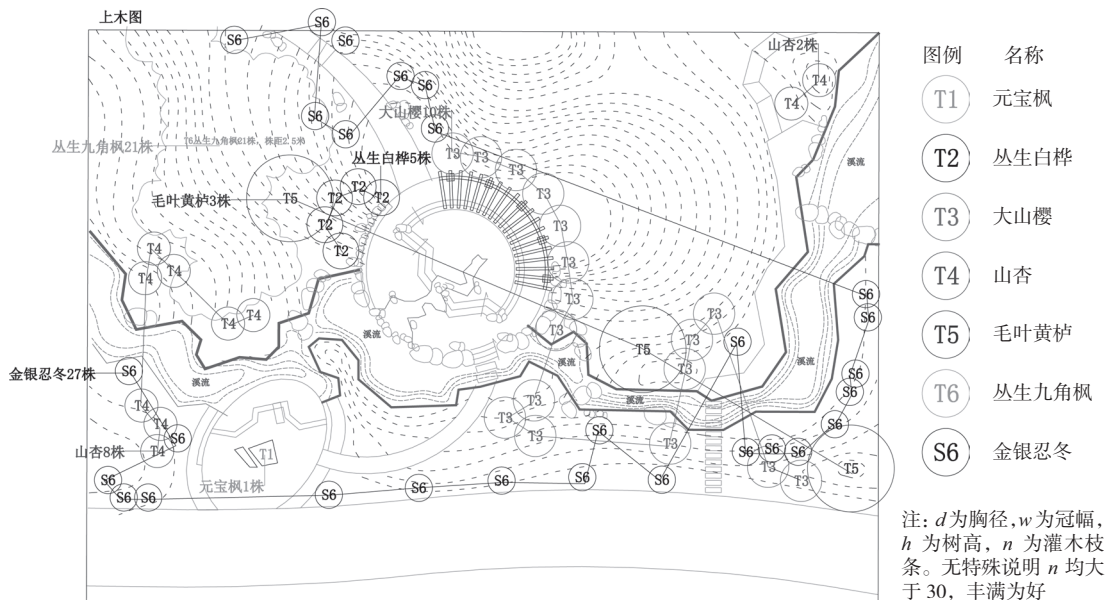 上木图
S6
S6
S6
山杏2株
T4
T4
S6
S6
S6
S6
大山樱10株
S6
丛生九角枫21株
T6丛生九角枫21株，株距2.5米
丛生白桦5株
T3
T3
T3
T3
T3
T3
T3
T3
毛叶黄栌3株
T5
T2
T2
T2
T2
T2
溪流
T4
T4
T4
T4
T4
S6
S6
T3
T3
T3
T5
S6
溪流
溪流
溪流
溪流
金银忍冬27株
S6
S6
S6
T4
T4
T4
S6
山杏8株
T3
T3
T3
T3
T3
S6
S6
S6
S6
S6
T5
T1
元宝枫1株
S6
S6
S6
S6
S6
S6
S6
S6
图例 名称
T1 元宝枫
T2 丛生白桦
T3 大山樱
T4 山杏
T5 毛叶黄栌
T6 丛生九角枫
S6 金银忍冬
注: d为胸径,w为冠幅,
h 为树高，n 为灌木枝
条。无特殊说明 n 均大
于 30，丰满为好